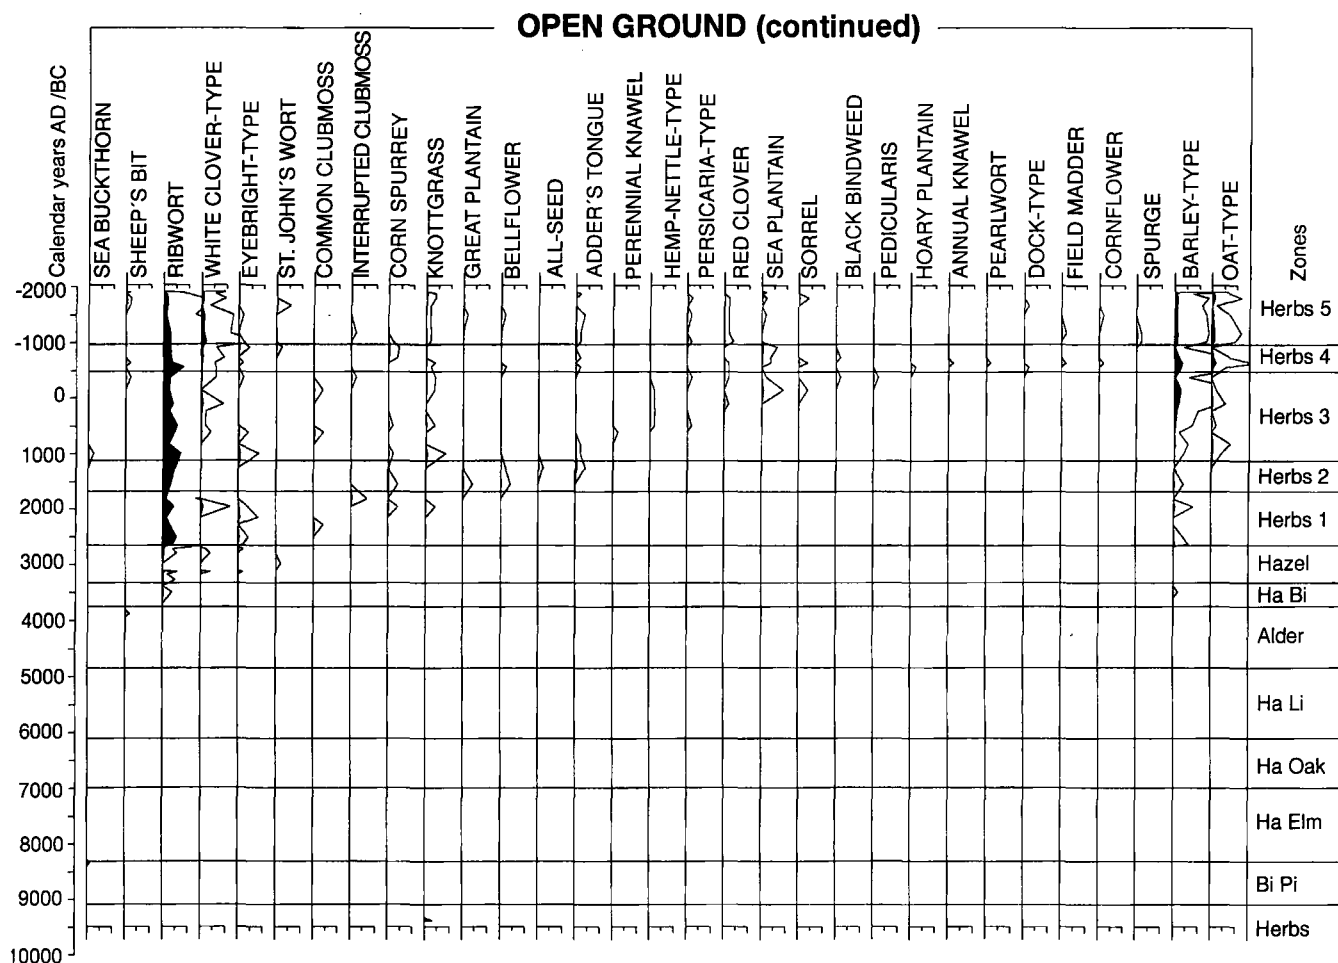 OPEN GROUND (continued)
Calendar years AD /BC
SEA BUCKTHORN
SHEEP'S BIT
RIBWORT
WHITE CLOVER-TYPE
EYEBRIGHT-TYPE
ST. JOHN'S WORT
COMMON CLUBMOSS
INTERRUPTED CLUBMOSS
CORN SPURREY
KNOTTGRASS
GREAT PLANTAIN
BELLFLOWER
ALL-SEED
ADDER'S TONGUE
PERENNIAL KNAWEL
HEMP-NETTLE-TYPE
PERSICARIA-TYPE
RED CLOVER
SEA PLANTAIN
SORREL
BLACK BINDWEED
PEDICULARIS
HOARY PLANTAIN
ANNUAL KNAWEL
PEARLWORT
DOCK-TYPE
FIELD MADDER
CORNFLOWER
SPURGE
BARLEY-TYPE
OAT-TYPE
Zones
-2000
Herbs 5
-1000
Herbs 4
0
Herbs 3
1000
Herbs 2
2000
Herbs 1
3000
Hazel
Ha Bi
4000
Alder
5000
Ha Li
6000
Ha Oak
7000
Ha Elm
8000
Bi Pi
9000
Herbs
10000